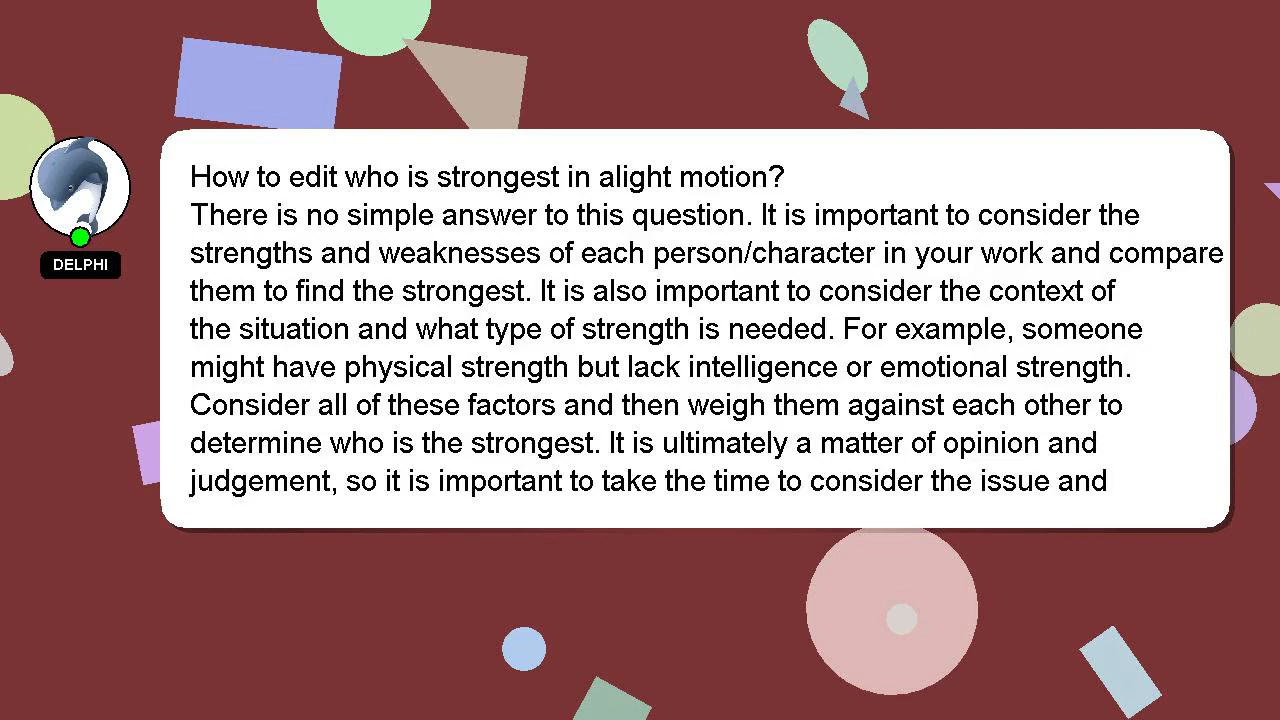 How to edit who is strongest in alight motion?
There is no simple answer to this question. It is important to consider the
strengths and weaknesses of each person/character in your work and compare
them to find the strongest. It is also important to consider the context of
the situation and what type of strength is needed. For example, someone
might have physical strength but lack intelligence or emotional strength.
Consider all of these factors and then weigh them against each other to
determine who is the strongest. It is ultimately a matter of opinion and
judgement, so it is important to take the time to consider the issue and
DELPHI